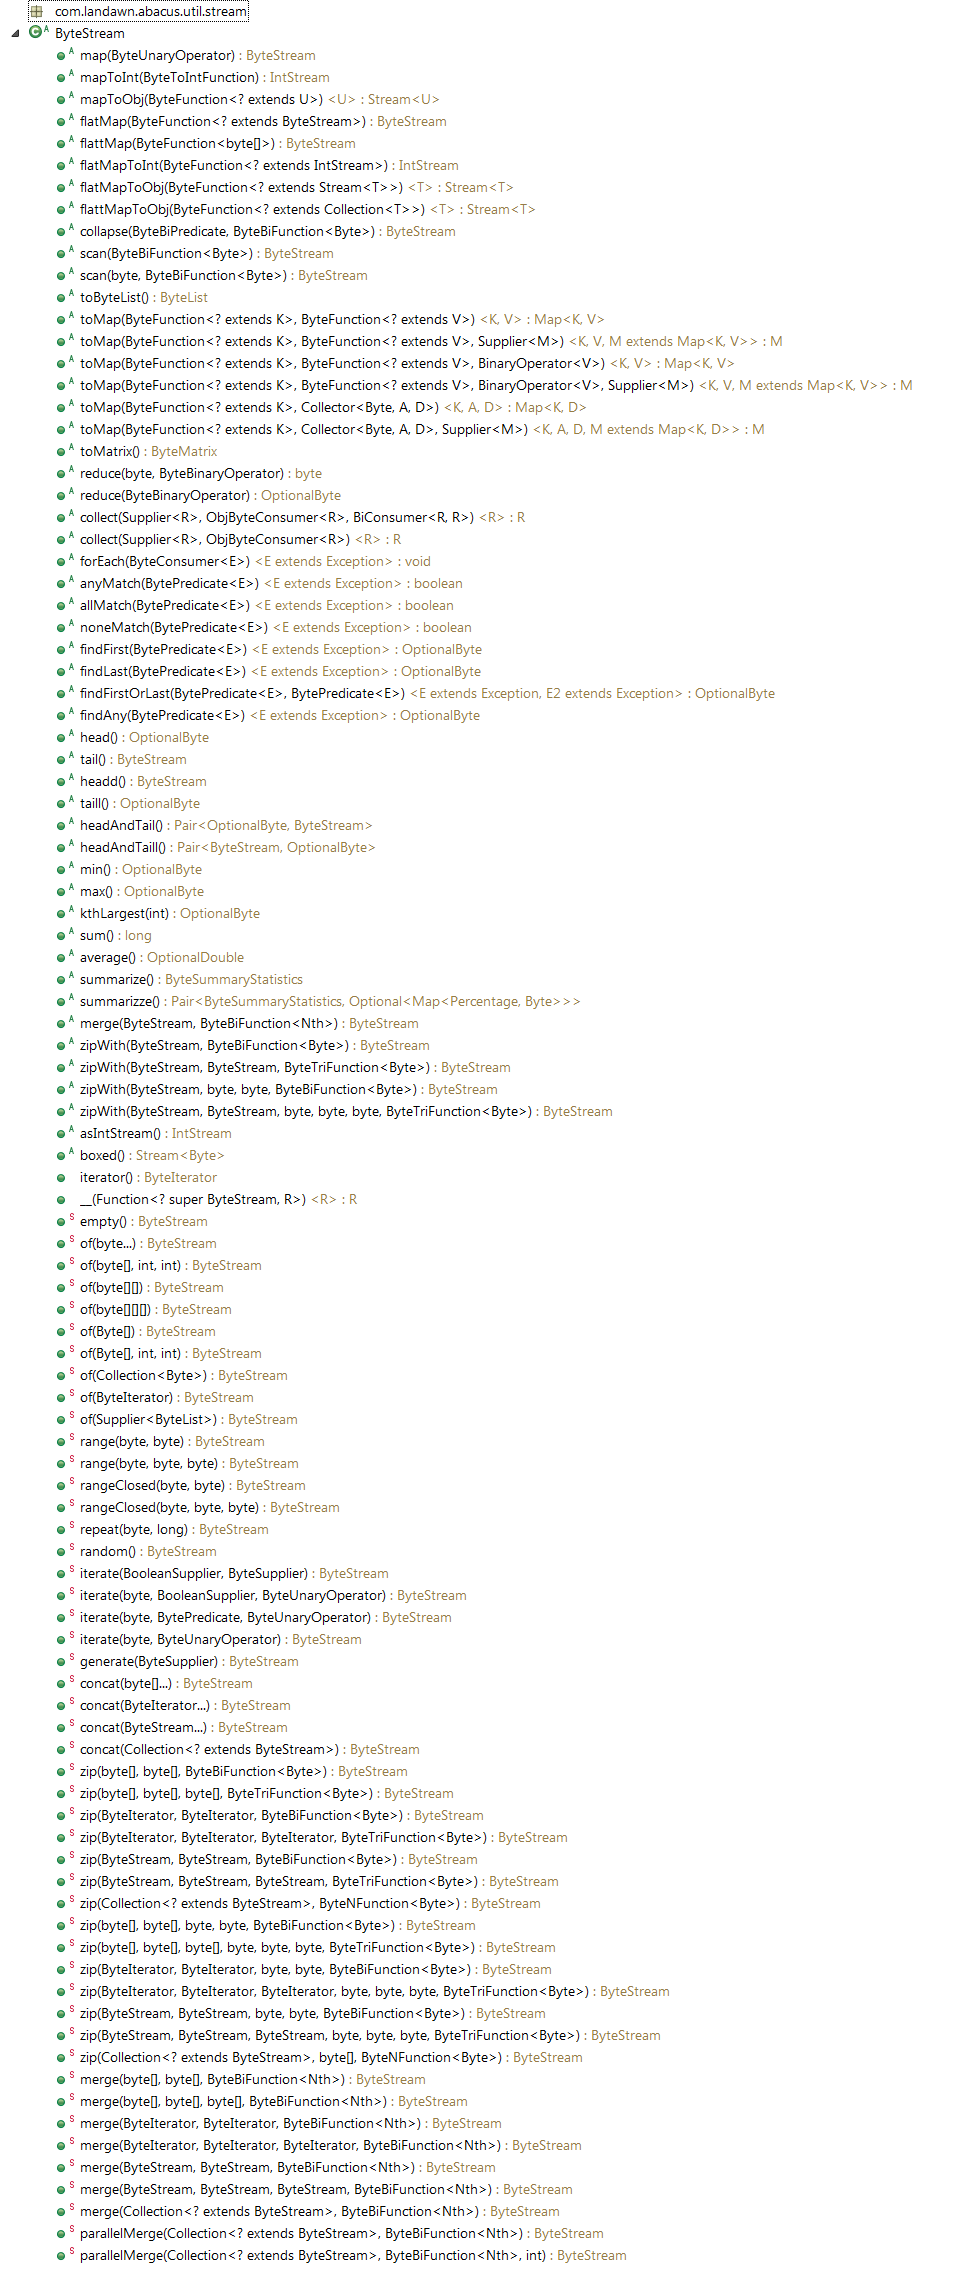 com.landawn.abacus.util.stream
ByteStream
map(ByteUnaryOperator) : ByteStream
mapToInt(ByteToIntFunction) : IntStream
mapToObj(ByteFunction<? extends U>) <U> : Stream<U>
flatMap(ByteFunction<? extends ByteStream>) : ByteStream
flattMap(ByteFunction<byte[]>) : ByteStream
flatMapToInt(ByteFunction<? extends IntStream>) : IntStream
flatMapToObj(ByteFunction<? extends Stream<T>>) <T> : Stream<T>
flattMapToObj(ByteFunction<? extends Collection<T>>) <T> : Stream<T>
collapse(ByteBiPredicate, ByteBiFunction<Byte>) : ByteStream
scan(ByteBiFunction<Byte>) : ByteStream
scan(byte, ByteBiFunction<Byte>) : ByteStream
toByteList() : ByteList
toMap(ByteFunction<? extends K>, ByteFunction<? extends V>) <K, V> : Map<K, V>
toMap(ByteFunction<? extends K>, ByteFunction<? extends V>, Supplier<M>) <K, V, M extends Map<K, V>> : M
toMap(ByteFunction<? extends K>, ByteFunction<? extends V>, BinaryOperator<V>) <K, V> : Map<K, V>
toMap(ByteFunction<? extends K>, ByteFunction<? extends V>, BinaryOperator<V>, Supplier<M>) <K, V, M extends Map<K, V>> : M
toMap(ByteFunction<? extends K>, Collector<Byte, A, D>) <K, A, D> : Map<K, D>
toMap(ByteFunction<? extends K>, Collector<Byte, A, D>, Supplier<M>) <K, A, D, M extends Map<K, D>> : M
toMatrix() : ByteMatrix
reduce(byte, ByteBinaryOperator) : byte
reduce(ByteBinaryOperator) : OptionalByte
collect(Supplier<R>, ObjByteConsumer<R>, BiConsumer<R, R>) <R> : R
collect(Supplier<R>, ObjByteConsumer<R>) <R> : R
forEach(ByteConsumer<E>) <E extends Exception> : void
anyMatch(BytePredicate<E>) <E extends Exception> : boolean
allMatch(BytePredicate<E>) <E extends Exception> : boolean
noneMatch(BytePredicate<E>) <E extends Exception> : boolean
findFirst(BytePredicate<E>) <E extends Exception> : OptionalByte
findLast(BytePredicate<E>) <E extends Exception> : OptionalByte
findFirstOrLast(BytePredicate<E>, BytePredicate<E>) <E extends Exception, E2 extends Exception> : OptionalByte
findAny(BytePredicate<E>) <E extends Exception> : OptionalByte
head() : OptionalByte
tail() : ByteStream
headd() : ByteStream
taill() : OptionalByte
headAndTail() : Pair<OptionalByte, ByteStream>
headAndTaill() : Pair<ByteStream, OptionalByte>
min() : OptionalByte
max() : OptionalByte
kthLargest(int) : OptionalByte
sum() : long
average() : OptionalDouble
summarize() : ByteSummaryStatistics
summarizze() : Pair<ByteSummaryStatistics, Optional<Map<Percentage, Byte>>>
merge(ByteStream, ByteBiFunction<Nth>) : ByteStream
zipWith(ByteStream, ByteBiFunction<Byte>) : ByteStream
zipWith(ByteStream, ByteStream, ByteTriFunction<Byte>) : ByteStream
zipWith(ByteStream, byte, byte, ByteBiFunction<Byte>) : ByteStream
zipWith(ByteStream, ByteStream, byte, byte, byte, ByteTriFunction<Byte>) : ByteStream
asIntStream() : IntStream
boxed() : Stream<Byte>
iterator() : ByteIterator
__(Function<? super ByteStream, R>) <R> : R
empty() : ByteStream
of(byte...) : ByteStream
of(byte[], int, int) : ByteStream
of(byte[][]) : ByteStream
of(byte[][][]) : ByteStream
of(Byte[]) : ByteStream
of(Byte[], int, int) : ByteStream
of(Collection<Byte>) : ByteStream
of(ByteIterator) : ByteStream
of(Supplier<ByteList>) : ByteStream
range(byte, byte) : ByteStream
range(byte, byte, byte) : ByteStream
rangeClosed(byte, byte) : ByteStream
rangeClosed(byte, byte, byte) : ByteStream
repeat(byte, long) : ByteStream
random() : ByteStream
iterate(BooleanSupplier, ByteSupplier) : ByteStream
iterate(byte, BooleanSupplier, ByteUnaryOperator) : ByteStream
iterate(byte, BytePredicate, ByteUnaryOperator) : ByteStream
iterate(byte, ByteUnaryOperator) : ByteStream
generate(ByteSupplier) : ByteStream
concat(byte[]...) : ByteStream
concat(ByteIterator...) : ByteStream
concat(ByteStream...) : ByteStream
concat(Collection<? extends ByteStream>) : ByteStream
zip(byte[], byte[], ByteBiFunction<Byte>) : ByteStream
zip(byte[], byte[], byte[], ByteTriFunction<Byte>) : ByteStream
zip(ByteIterator, ByteIterator, ByteBiFunction<Byte>) : ByteStream
zip(ByteIterator, ByteIterator, ByteIterator, ByteTriFunction<Byte>) : ByteStream
zip(ByteStream, ByteStream, ByteBiFunction<Byte>) : ByteStream
zip(ByteStream, ByteStream, ByteStream, ByteTriFunction<Byte>) : ByteStream
zip(Collection<? extends ByteStream>, ByteNFunction<Byte>) : ByteStream
zip(byte[], byte[], byte, byte, ByteBiFunction<Byte>) : ByteStream
zip(byte[], byte[], byte[], byte, byte, byte, ByteTriFunction<Byte>) : ByteStream
zip(ByteIterator, ByteIterator, byte, byte, ByteBiFunction<Byte>) : ByteStream
zip(ByteIterator, ByteIterator, ByteIterator, byte, byte, byte, ByteTriFunction<Byte>) : ByteStream
zip(ByteStream, ByteStream, byte, byte, ByteBiFunction<Byte>) : ByteStream
zip(ByteStream, ByteStream, ByteStream, byte, byte, byte, ByteTriFunction<Byte>) : ByteStream
zip(Collection<? extends ByteStream>, byte[], ByteNFunction<Byte>) : ByteStream
merge(byte[], byte[], ByteBiFunction<Nth>) : ByteStream
merge(byte[], byte[], byte[], ByteBiFunction<Nth>) : ByteStream
merge(ByteIterator, ByteIterator, ByteBiFunction<Nth>) : ByteStream
merge(ByteIterator, ByteIterator, ByteIterator, ByteBiFunction<Nth>) : ByteStream
merge(ByteStream, ByteStream, ByteBiFunction<Nth>) : ByteStream
merge(ByteStream, ByteStream, ByteStream, ByteBiFunction<Nth>) : ByteStream
merge(Collection<? extends ByteStream>, ByteBiFunction<Nth>) : ByteStream
parallelMerge(Collection<? extends ByteStream>, ByteBiFunction<Nth>) : ByteStream
parallelMerge(Collection<? extends ByteStream>, ByteBiFunction<Nth>, int) : ByteStream